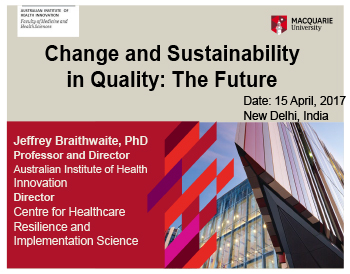 AUSTRALIAN INSTITUTE OF
HEALTH INNOVATION
Faculty of Medicine and
Health Sciences
MACQUARIE
University
Change and Sustainability
in Quality: The Future
Date: 15 April, 2017
New Delhi, India
Jeffrey Braithwaite, PhD
Professor and Director
Australian Institute of Health
Innovation
Director
Centre for Healthcare
Resilience and
Implementation Science